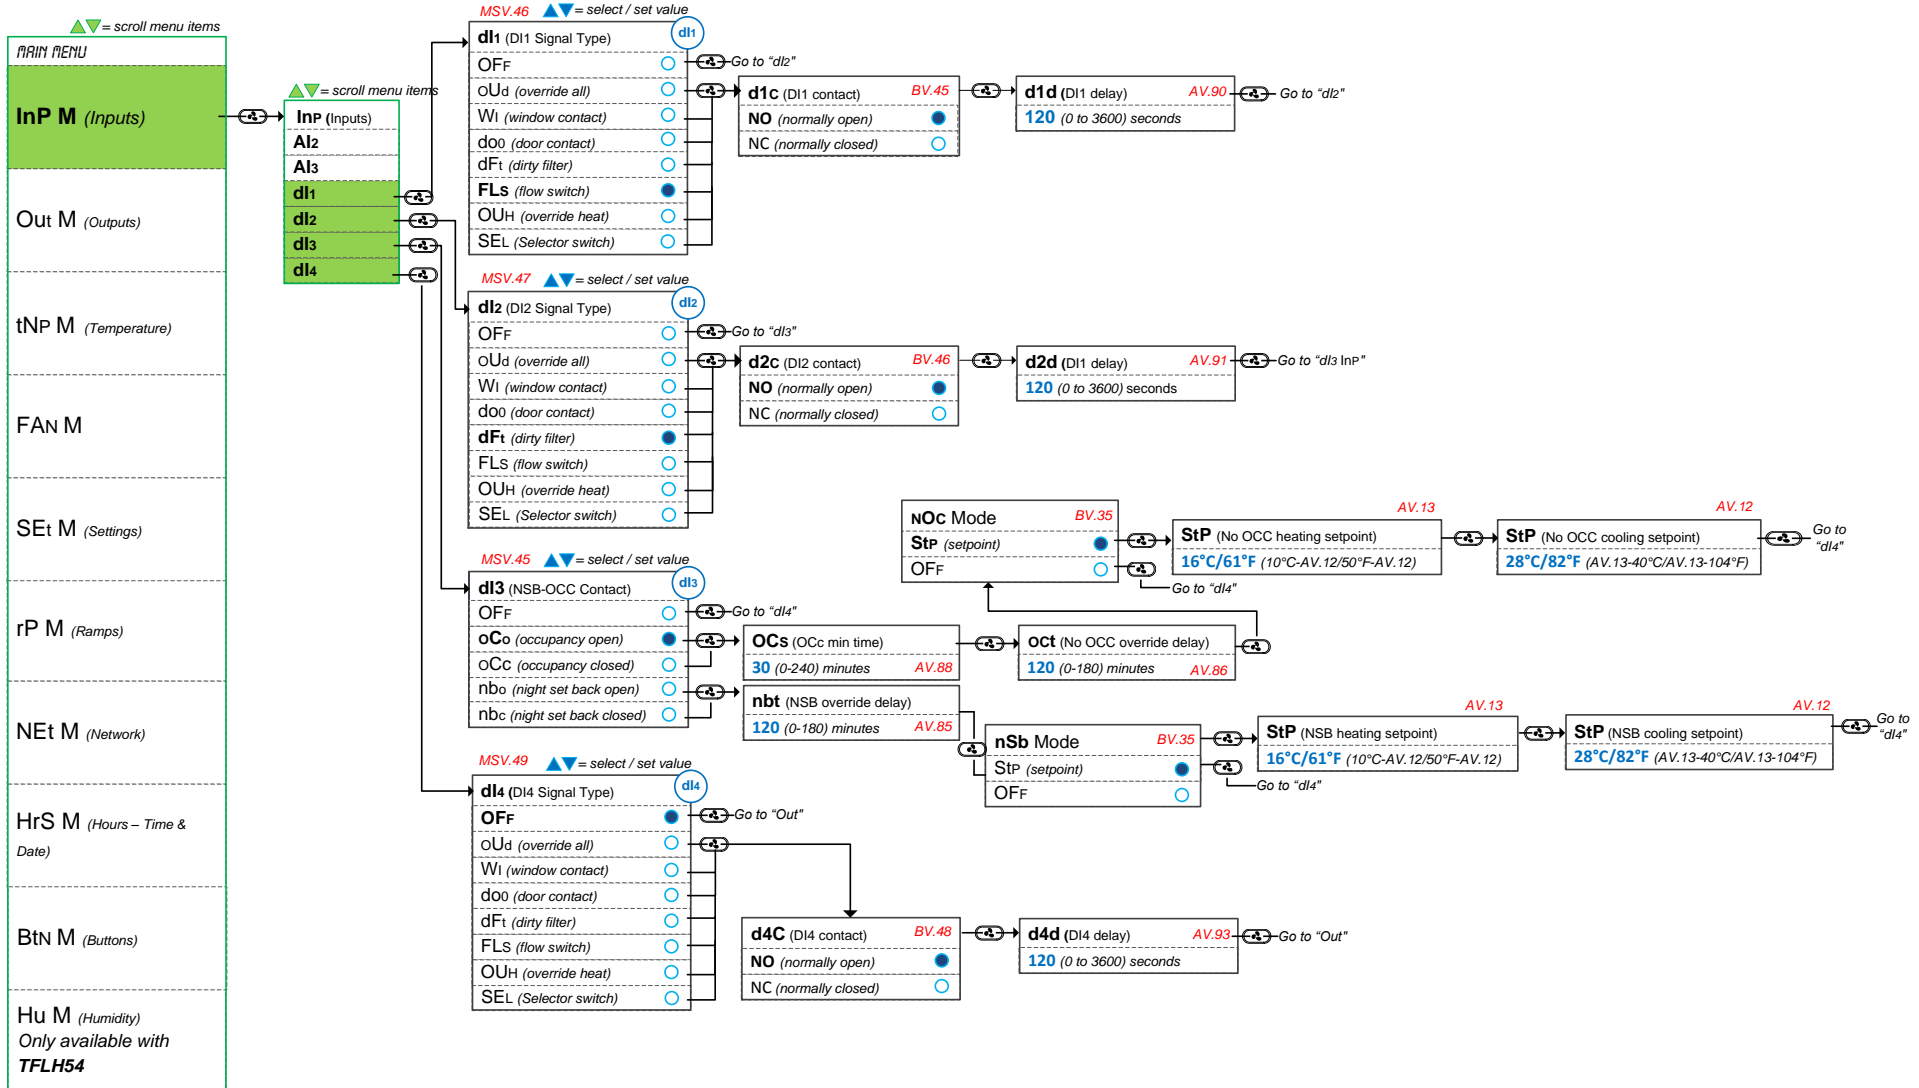 = scroll menu items
MAIN MENU
InP M (Inputs)
Out M (Outputs)
tNP M (Temperature)
FAN M
SEt M (Settings)
rP M (Ramps)
NEt M (Network)
HrS M (Hours – Time &
Date)
BtN M (Buttons)
Hu M (Humidity)
Only available with
TFLH54
= scroll menu items
InP (Inputs)
AI2
AI3
dI1
dI2
dI3
dI4
MSV.46 = select / set value
dI1 (DI1 Signal Type)
dI1
OFF
Go to “dI2”
oUd (override all)
WI (window contact)
do0 (door contact)
dFt (dirty filter)
FLs (flow switch)
OUH (override heat)
SEL (Selector switch)
d1c (DI1 contact) BV.45
NO (normally open)
NC (normally closed)
d1d (DI1 delay) AV.90
120 (0 to 3600) seconds
Go to “dI2”
MSV.47 = select / set value
dI2 (DI2 Signal Type)
dI2
OFF
Go to “dI3”
oUd (override all)
WI (window contact)
do0 (door contact)
dFt (dirty filter)
FLS (flow switch)
OUH (override heat)
SEL (Selector switch)
d2c (DI2 contact) BV.46
NO (normally open)
NC (normally closed)
d2d (DI1 delay) AV.91
120 (0 to 3600) seconds
Go to “dI3 InP”
MSV.45 = select / set value
dI3 (NSB-OCC Contact)
dI3
OFF
Go to “dI4”
oCo (occupancy open)
oCc (occupancy closed)
nbo (night set back open)
nbc (night set back closed)
OCs (OCc min time)
30 (0-240) minutes AV.88
OCt (No OCC override delay)
120 (0-180) minutes AV.86
NOc Mode BV.35
StP (setpoint)
OFF
Go to “dI4”
AV.13
StP (No OCC heating setpoint)
16°C/61°F (10°C-AV.12/50°F-AV.12)
AV.12
StP (No OCC cooling setpoint)
28°C/82°F (AV.13-40°C/AV.13-104°F)
Go to
“dI4”
nbt (NSB override delay)
120 (0-180) minutes AV.85
nSb Mode BV.35
StP (setpoint)
OFF
Go to “dI4”
AV.13
StP (NSB heating setpoint)
16°C/61°F (10°C-AV.12/50°F-AV.12)
AV.12
StP (NSB cooling setpoint)
28°C/82°F (AV.13-40°C/AV.13-104°F)
Go to
“dI4”
MSV.49 = select / set value
dI4 (DI4 Signal Type)
dI4
OFF
Go to “Out”
oUd (override all)
WI (window contact)
do0 (door contact)
dFt (dirty filter)
FLS (flow switch)
OUH (override heat)
SEL (Selector switch)
d4C (DI4 contact) BV.48
NO (normally open)
NC (normally closed)
d4d (DI4 delay) AV.93
120 (0 to 3600) seconds
Go to “Out”